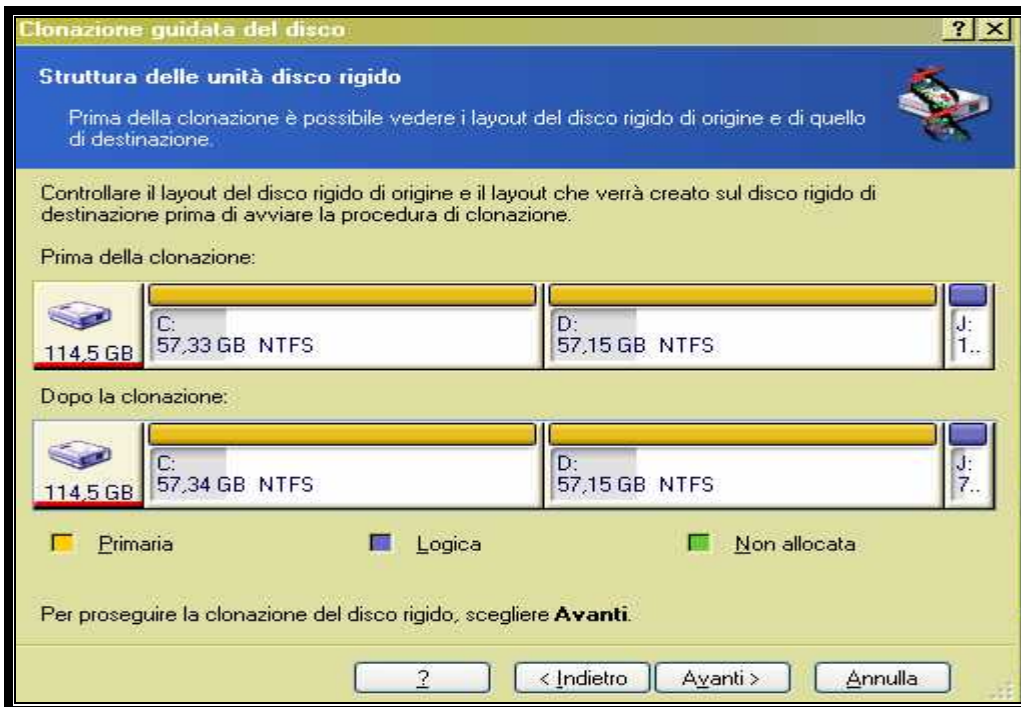 Clonazione guidata del disco
Struttura delle unità disco rigido
Prima della clonazione è possibile vedere i layout del disco rigido di origine e di quello
di destinazione.
Controllare il layout del disco rigido di origine e il layout che verrà creato sul disco rigido di
destinazione prima di avviare la procedura di clonazione.
Prima della clonazione:
114,5 GB
C:
57,33 GB NTFS
D:
57,15 GB NTFS
J:
1..
Dopo la clonazione:
114,5 GB
C:
57,34 GB NTFS
D:
57,15 GB NTFS
J:
7..
Primaria Logica Non allocata
Per proseguire la clonazione del disco rigido, scegliere Avanti.
? < Indietro Avanti > Annulla